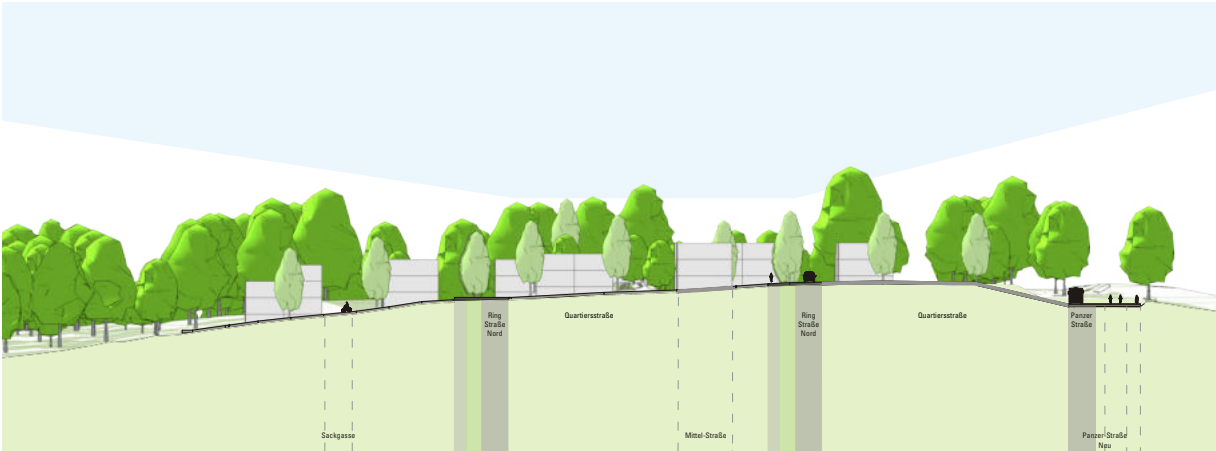 Ring
Straße
Nord
Quartiersstraße
Ring
Straße
Nord
Quartiersstraße
Panzer
Straße
Sackgasse
Mittel-Straße
Panzer-Straße
Neu